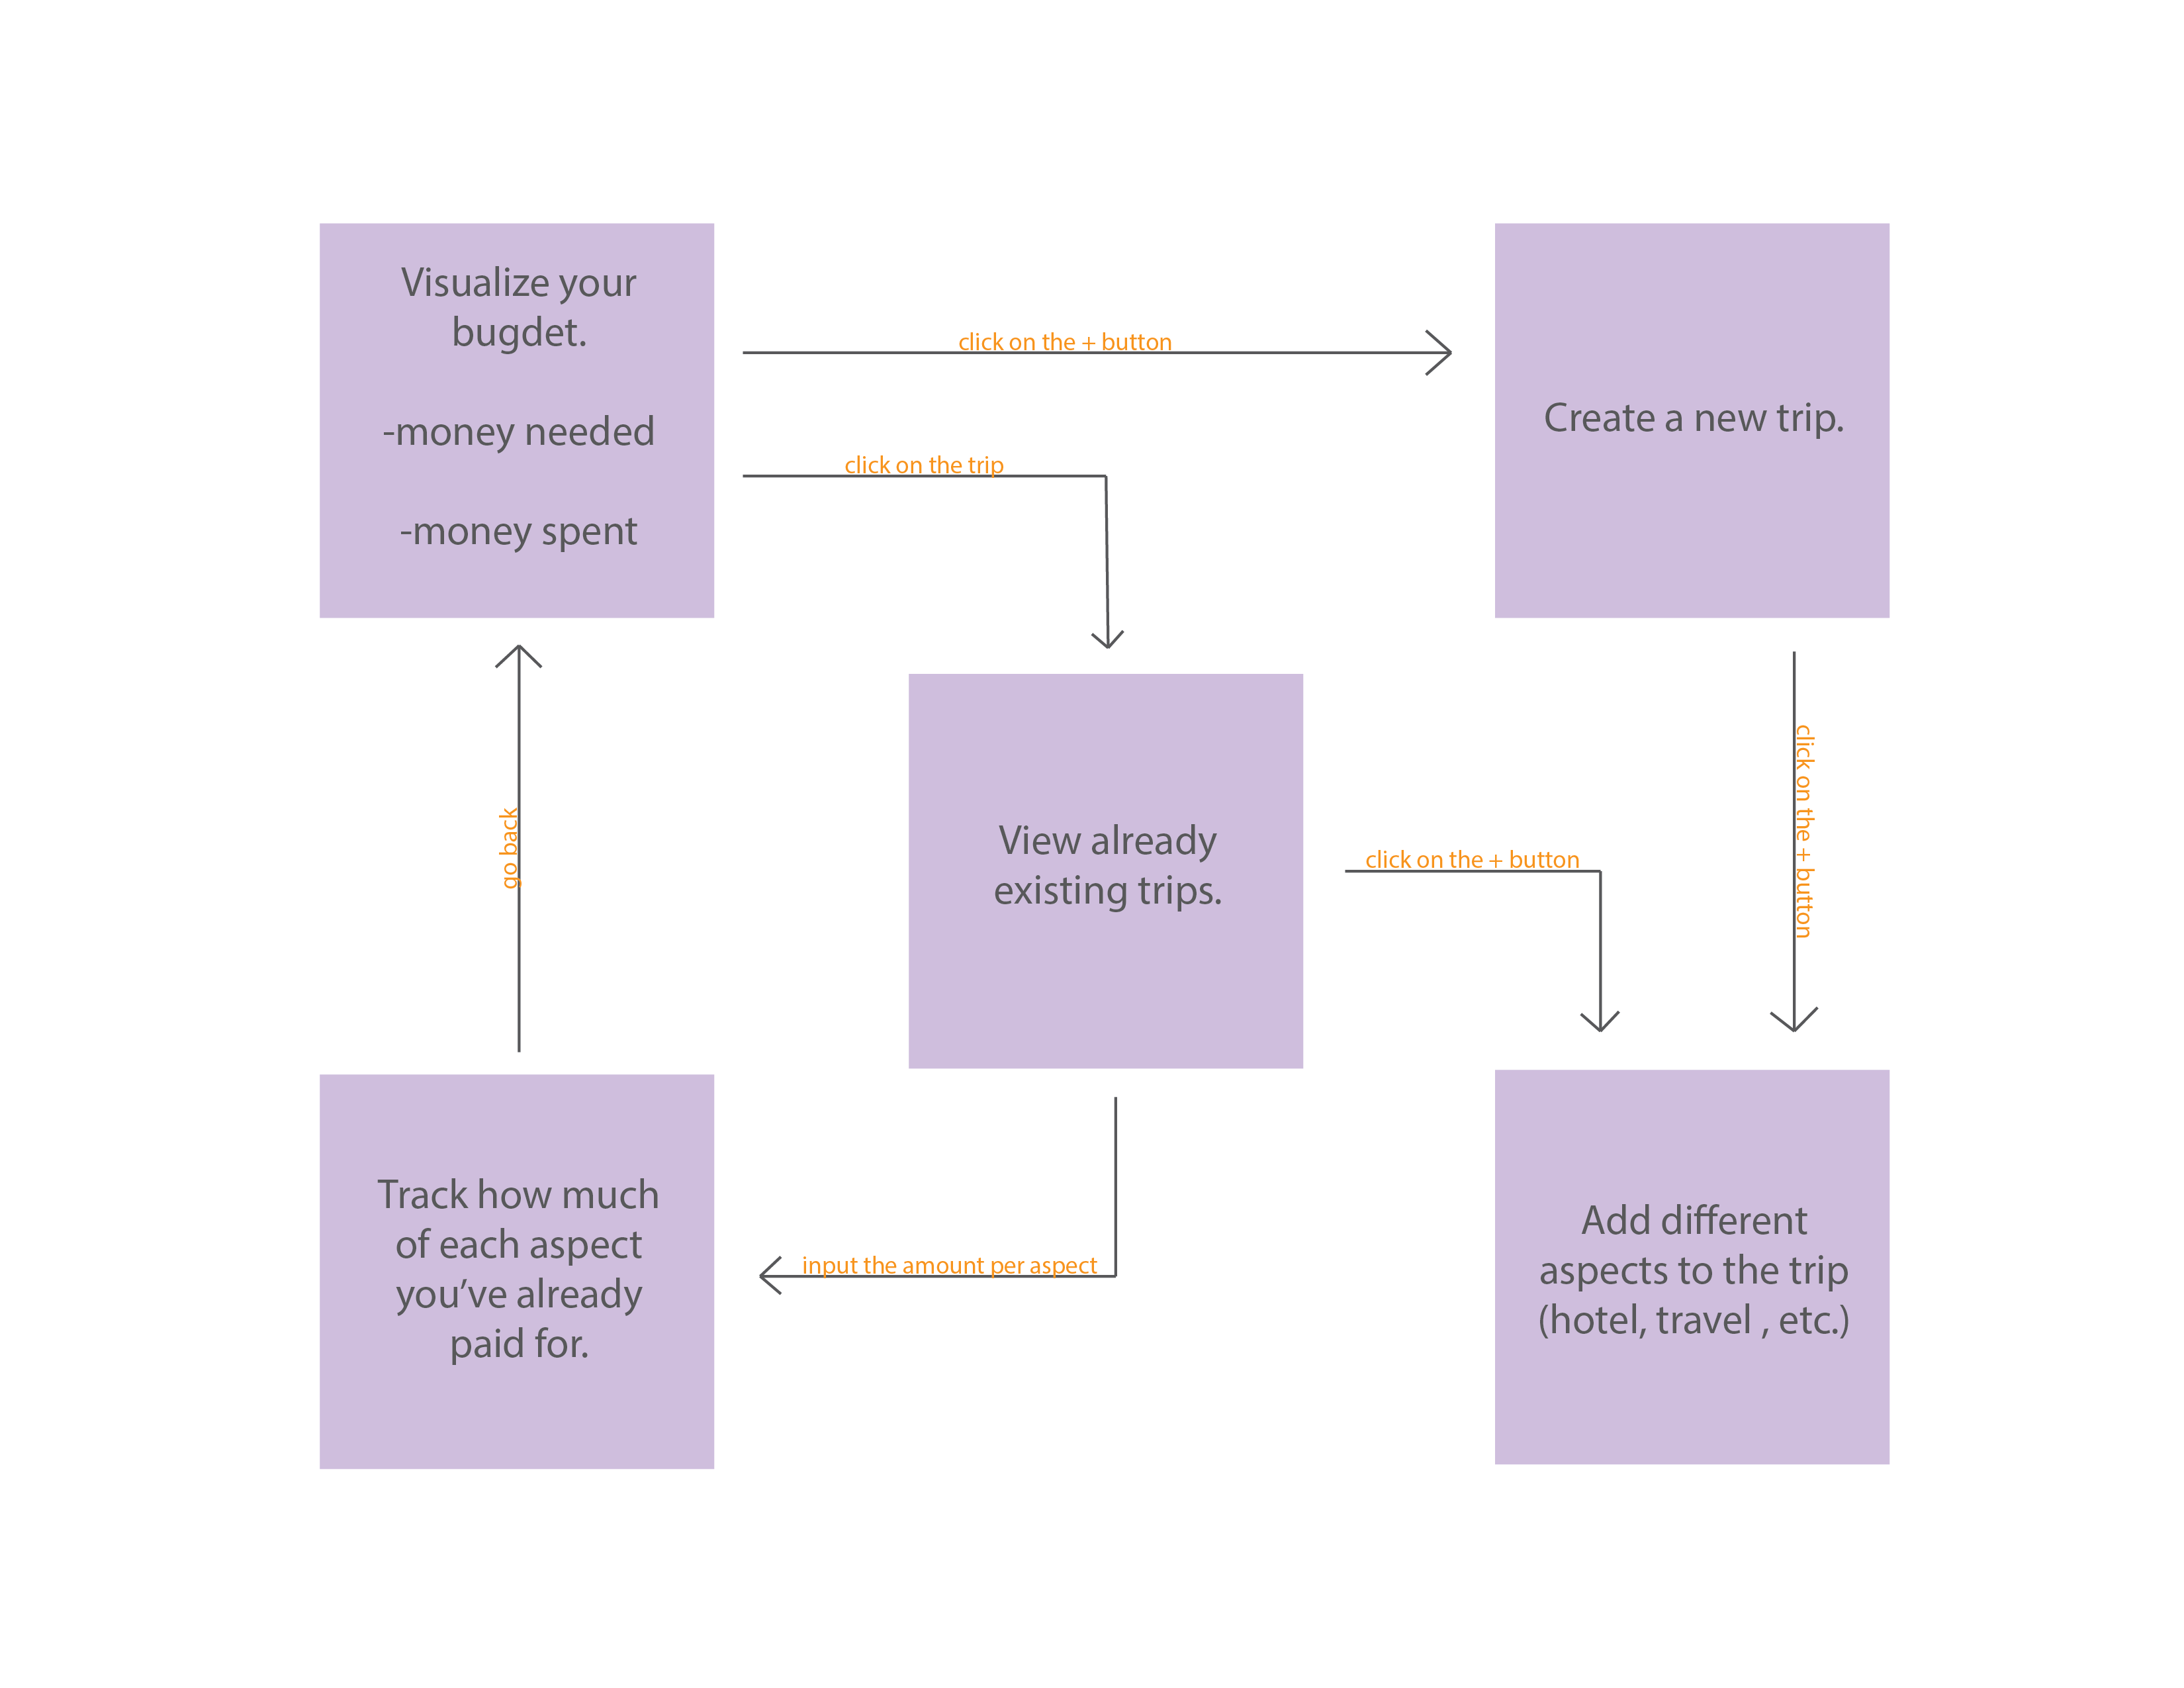 Visualize your
bugdet.
-money needed
-money spent
click on the + button
click on the trip
Create a new trip.
go back
View already
existing trips.
click on the + button
click on the + button
Track how much
of each aspect
you've already
paid for.
input the amount per aspect
Add different
aspects to the trip
(hotel, travel , etc.)